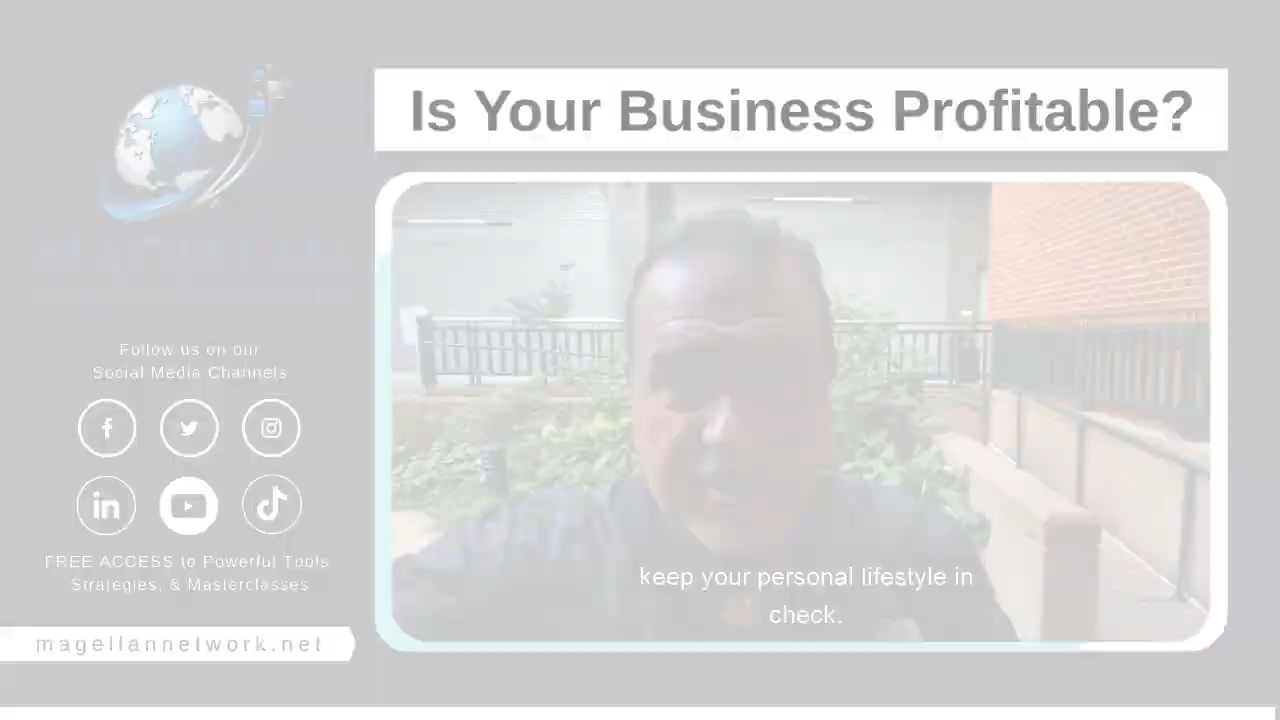 Is Your Business Profitable?
Follow us on our
Social Media Channels
FREE ACCESS to Powerful Tools
Strategies, & Masterclasses
magellannetwork.net
keep your personal lifestyle in
check.